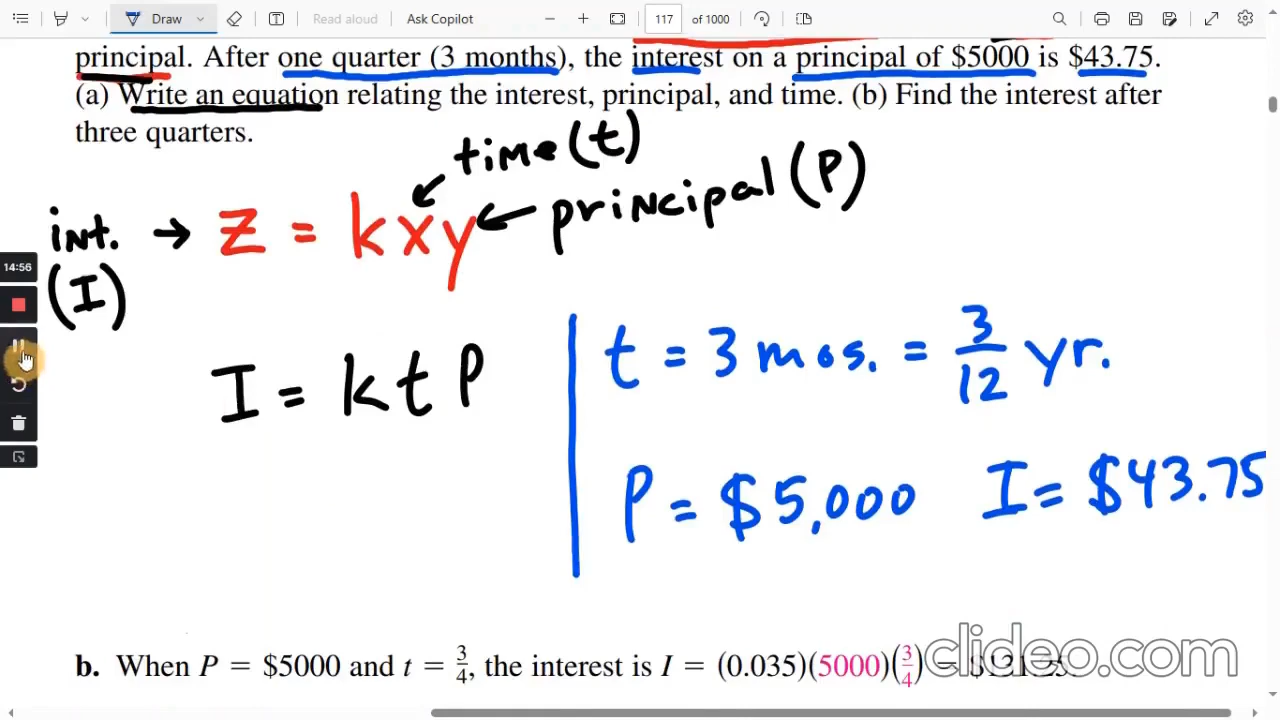 Draw
Read aloud
Ask Copilot
117 of 1000
principal. After one quarter (3 months), the interest on a principal of $5000 is $43.75.
(a) Write an equation relating the interest, principal, and time. (b) Find the interest after
three quarters.
time (t)
principal (P)
int. → z = kxy
(I)
14:56
I = k t P
t = 3 mos. = 3/12 yr.
P = $5,000 I = $43.75
b. When P = $5000 and t = 3/4, the interest is I = (0.035)(5000)(3/4) = $131.25.
clideo.com